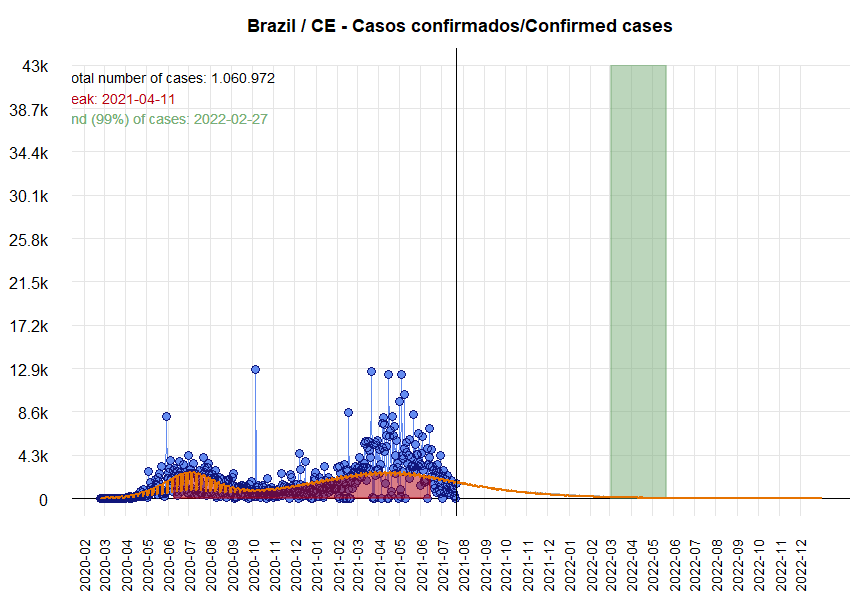 Brazil / CE - Casos confirmados/Confirmed cases
43k
otal number of cases: 1.060.972
eak: 2021-04-11
nd (99%) of cases: 2022-02-27
38.7k
34.4k
30.1k
25.8k
21.5k
17.2k
12.9k
8.6k
4.3k
0
2020-02
2020-03
2020-04
2020-05
2020-06
2020-07
2020-08
2020-09
2020-10
2020-11
2020-12
2021-01
2021-02
2021-03
2021-04
2021-05
2021-06
2021-07
2021-08
2021-09
2021-10
2021-11
2021-12
2022-01
2022-02
2022-03
2022-04
2022-05
2022-06
2022-07
2022-08
2022-09
2022-10
2022-11
2022-12